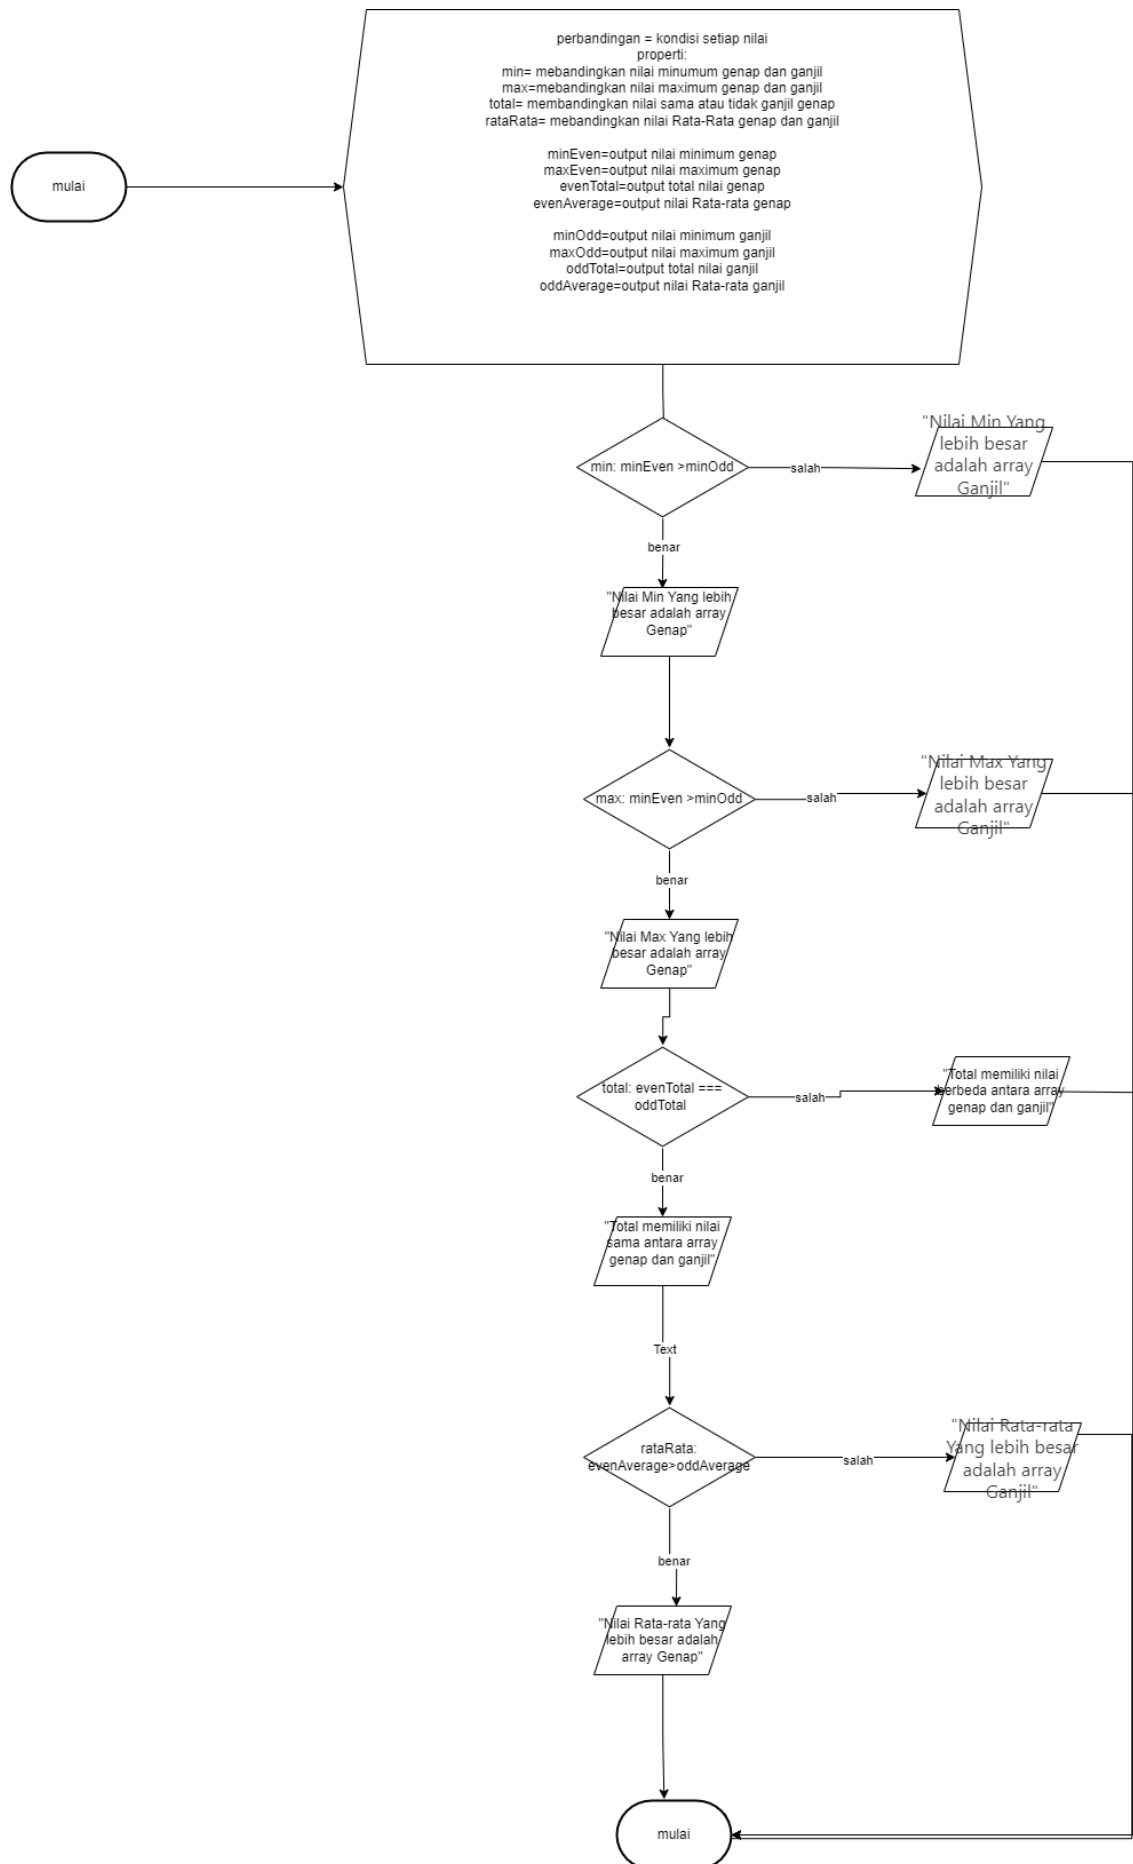 perbandingan = kondisi setiap nilai
properti:
min= mebandingkan nilai minumum genap dan ganjil
max=mebandingkan nilai maximum genap dan ganjil
total= membandingkan nilai sama atau tidak ganjil genap
rataRata= mebandingkan nilai Rata-Rata genap dan ganjil
minEven=output nilai minimum genap
maxEven=output nilai maximum genap
evenTotal=output total nilai genap
evenAverage=output nilai Rata-rata genap
minOdd=output nilai minimum ganjil
maxOdd=output nilai maximum ganjil
oddTotal=output total nilai ganjil
oddAverage=output nilai Rata-rata ganjil
mulai
min: minEven >minOdd
salah
"Nilai Min Yang
lebih besar
adalah array
Ganjil"
benar
"Nilai Min Yang lebih
besar adalah array
Genap"
max: minEven >minOdd
salah
"Nilai Max Yang
lebih besar
adalah array
Ganjil"
benar
"Nilai Max Yang lebih
besar adalah array
Genap"
total: evenTotal ===
oddTotal
salah
"Total memiliki nilai
berbeda antara array
genap dan ganjil"
benar
"Total memiliki nilai
sama antara array
genap dan ganjil"
Text
rataRata:
evenAverage>oddAverage
salah
"Nilai Rata-rata
Yang lebih besar
adalah array
Ganjil"
benar
"Nilai Rata-rata Yang
lebih besar adalah
array Genap"
mulai